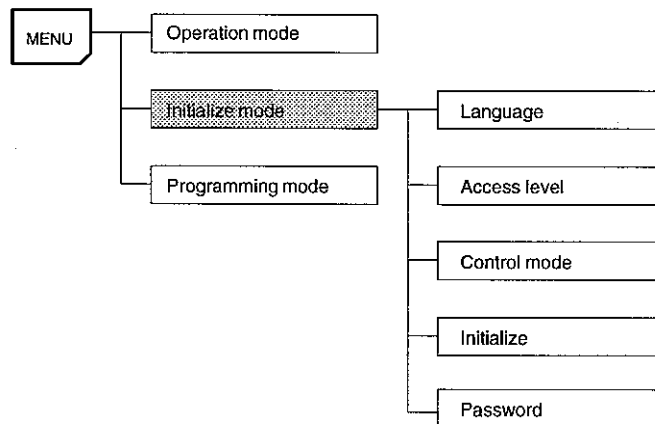 MENU
Operation mode
Initialize mode
Programming mode
Language
Access level
Control mode
Initialize
Password